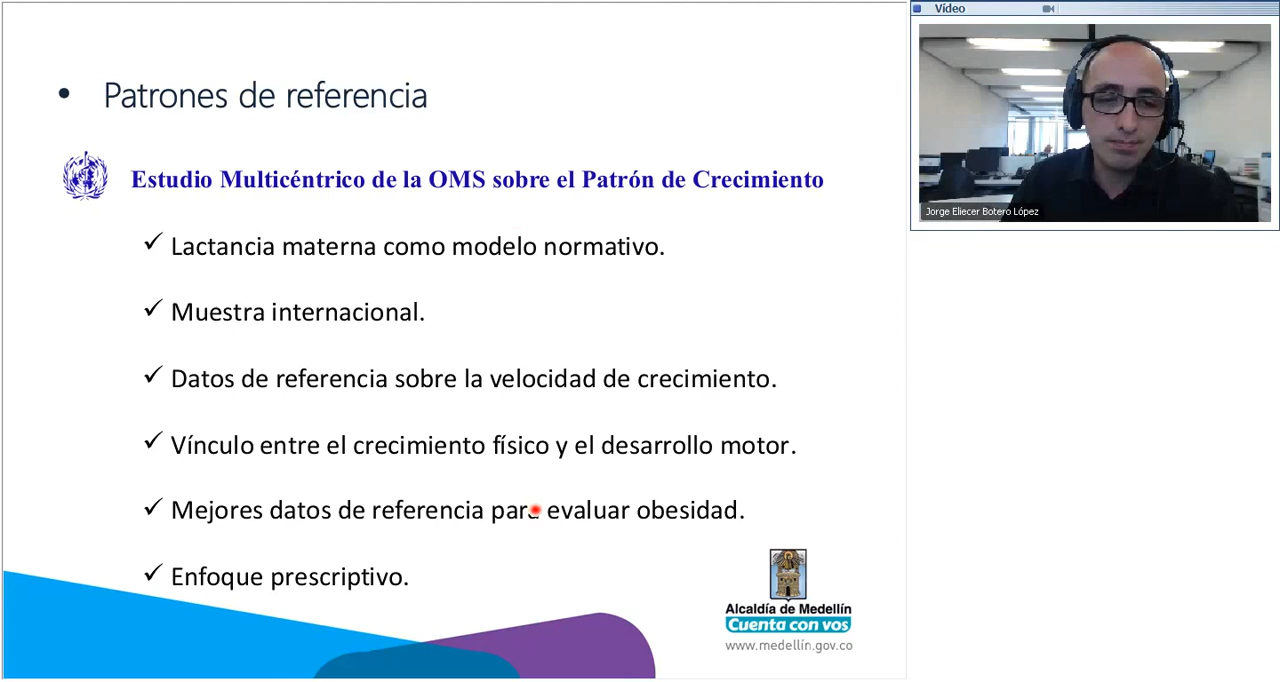 • Patrones de referencia
Estudio Multicéntrico de la OMS sobre el Patrón de Crecimiento
✓ Lactancia materna como modelo normativo.
✓ Muestra internacional.
✓ Datos de referencia sobre la velocidad de crecimiento.
✓ Vínculo entre el crecimiento físico y el desarrollo motor.
✓ Mejores datos de referencia para evaluar obesidad.
✓ Enfoque prescriptivo.
Alcaldía de Medellín
Cuenta con vos
www.medellín.gov.co
Vídeo
Jorge Eliecer Botero López